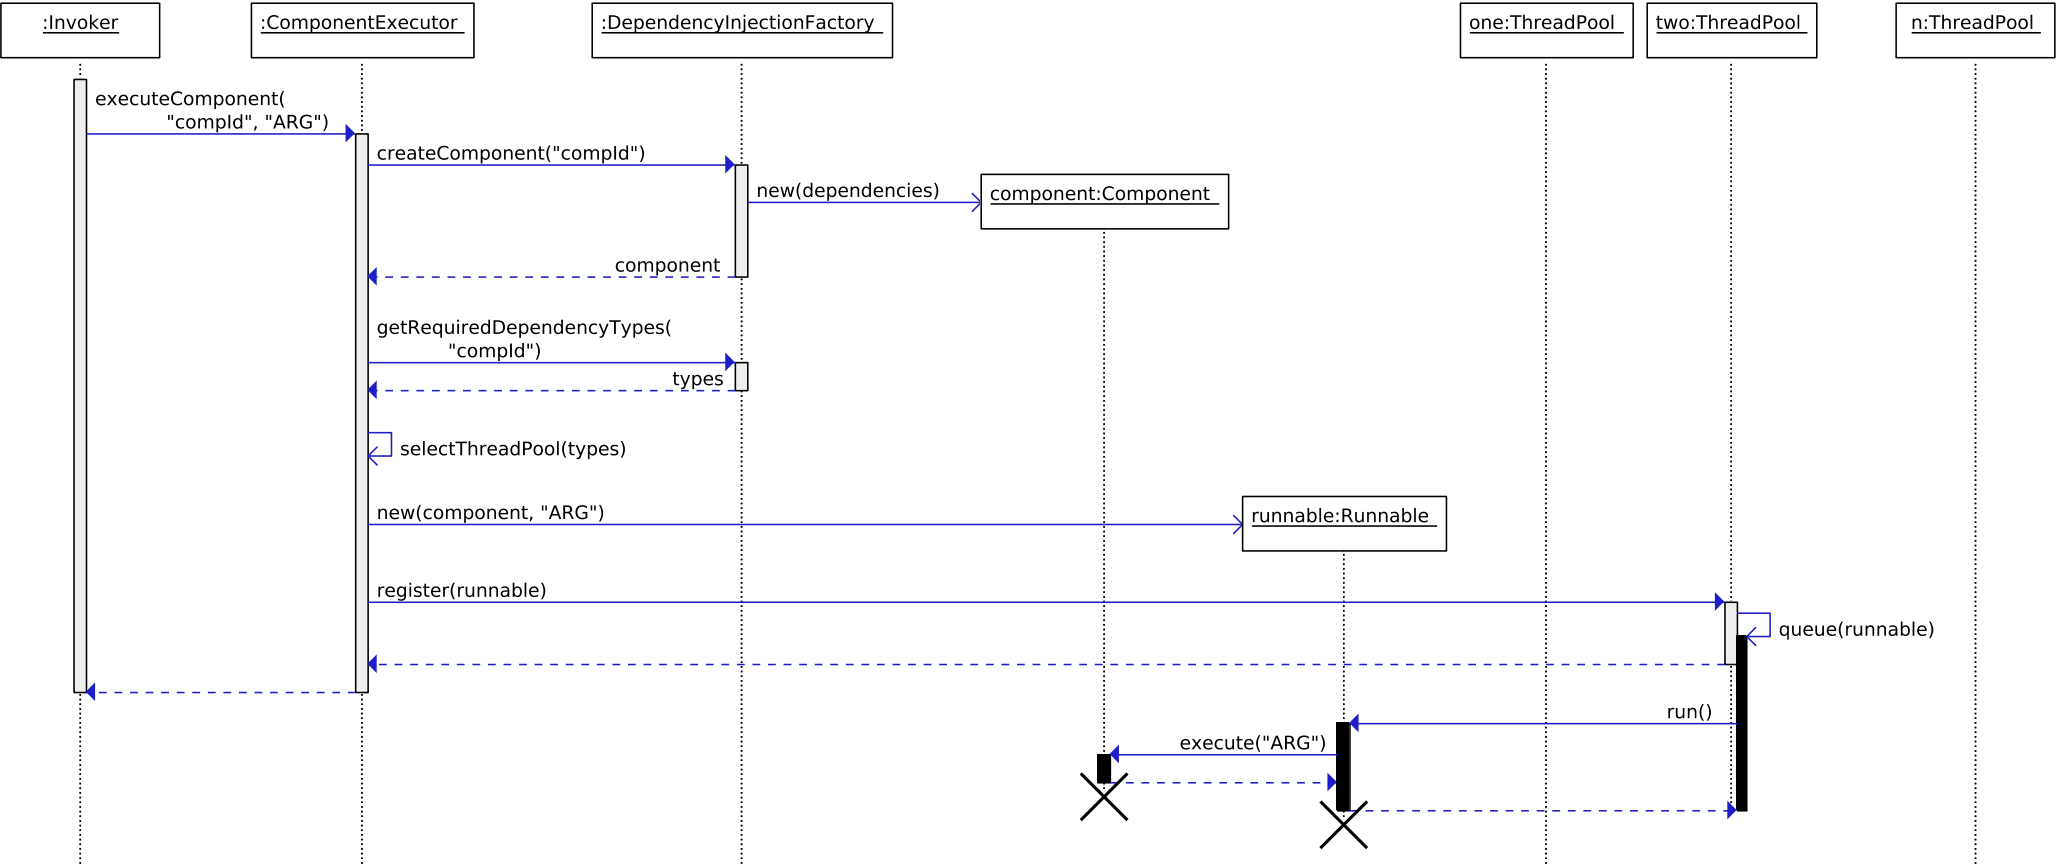 :Invoker
:ComponentExecutor
:DependencyInjectionFactory
one:ThreadPool
two:ThreadPool
n:ThreadPool
executeComponent(
"compId", "ARG")
createComponent("compId")
new(dependencies)
component:Component
component
getRequiredDependencyTypes(
"compId")
types
selectThreadPool(types)
new(component, "ARG")
runnable:Runnable
register(runnable)
queue(runnable)
run()
execute("ARG")